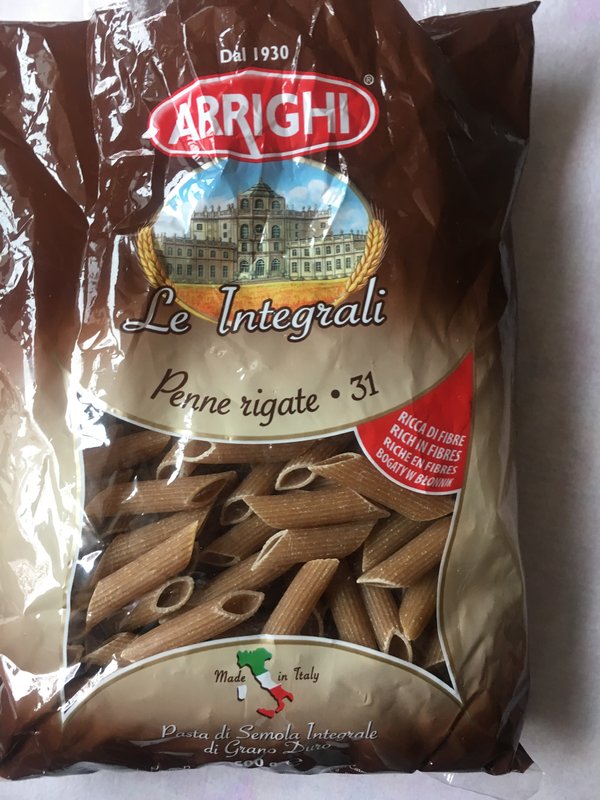 Dal 1930
ARRIGHI®
Le Integrali
Penne rigate • 31
RICCA DI FIBRE
RICH IN FIBRES
RICHE EN FIBRES
BOGATY W BŁONNIK
Made in Italy
Pasta di Semola Integrale
di Grano Duro
500 g e